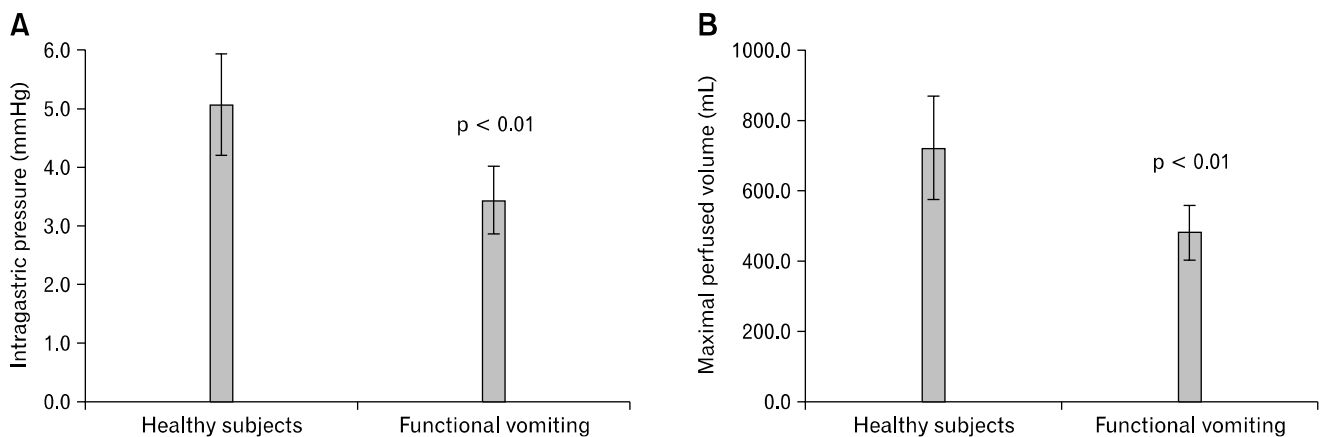 A
Intragastric pressure (mmHg)
6.0
5.0
4.0
3.0
2.0
1.0
0.0
p < 0.01
Healthy subjects
Functional vomiting
B
Maximal perfused volume (mL)
1000.0
800.0
600.0
400.0
200.0
0.0
p < 0.01
Healthy subjects
Functional vomiting